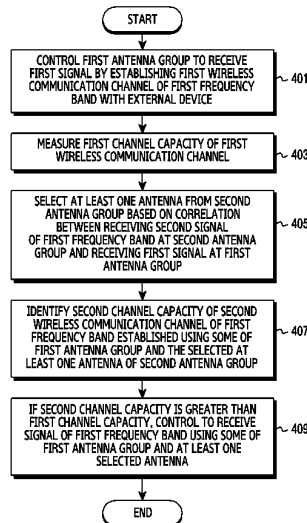 START
CONTROL FIRST ANTENNA GROUP TO RECEIVE
FIRST SIGNAL BY ESTABLISHING FIRST WIRELESS
COMMUNICATION CHANNEL OF FIRST FREQUENCY
BAND WITH EXTERNAL DEVICE
401
MEASURE FIRST CHANNEL CAPACITY OF FIRST
WIRELESS COMMUNICATION CHANNEL
403
SELECT AT LEAST ONE ANTENNA FROM SECOND
ANTENNA GROUP BASED ON CORRELATION
BETWEEN RECEIVING SECOND SIGNAL
OF FIRST FREQUENCY BAND AT SECOND ANTENNA
GROUP AND RECEIVING FIRST SIGNAL AT FIRST
ANTENNA GROUP
405
IDENTIFY SECOND CHANNEL CAPACITY OF SECOND
WIRELESS COMMUNICATION CHANNEL OF FIRST
FREQUENCY BAND ESTABLISHED USING SOME OF
FIRST ANTENNA GROUP AND THE SELECTED AT
LEAST ONE ANTENNA OF SECOND ANTENNA GROUP
407
IF SECOND CHANNEL CAPACITY IS GREATER THAN
FIRST CHANNEL CAPACITY, CONTROL TO RECEIVE
SIGNAL OF FIRST FREQUENCY BAND USING SOME OF
FIRST ANTENNA GROUP AND AT LEAST ONE
SELECTED ANTENNA
409
END